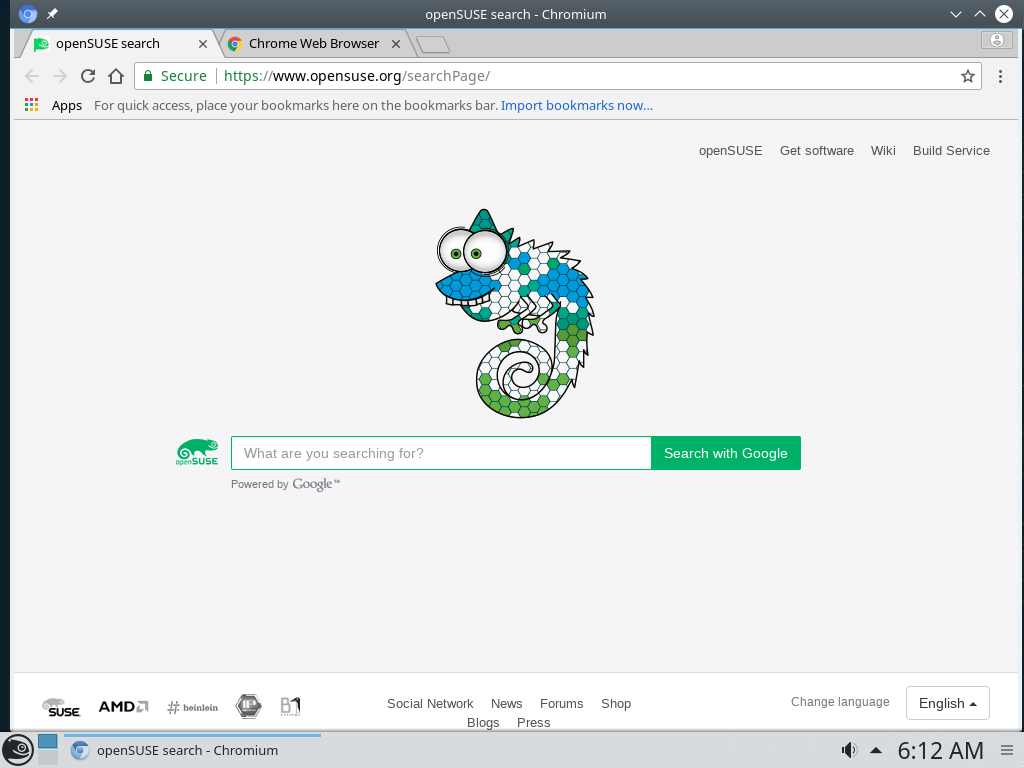 openSUSE search - Chromium
openSUSE search
Chrome Web Browser
Secure https://www.opensuse.org/searchPage/
Apps For quick access, place your bookmarks here on the bookmarks bar. Import bookmarks now...
openSUSE Get software Wiki Build Service
openSUSE
What are you searching for?
Search with Google
Powered by Google™
SUSE AMD # heinlein IP B1
Social Network News Forums Shop
Blogs Press
Change language English
openSUSE search - Chromium
6:12 AM